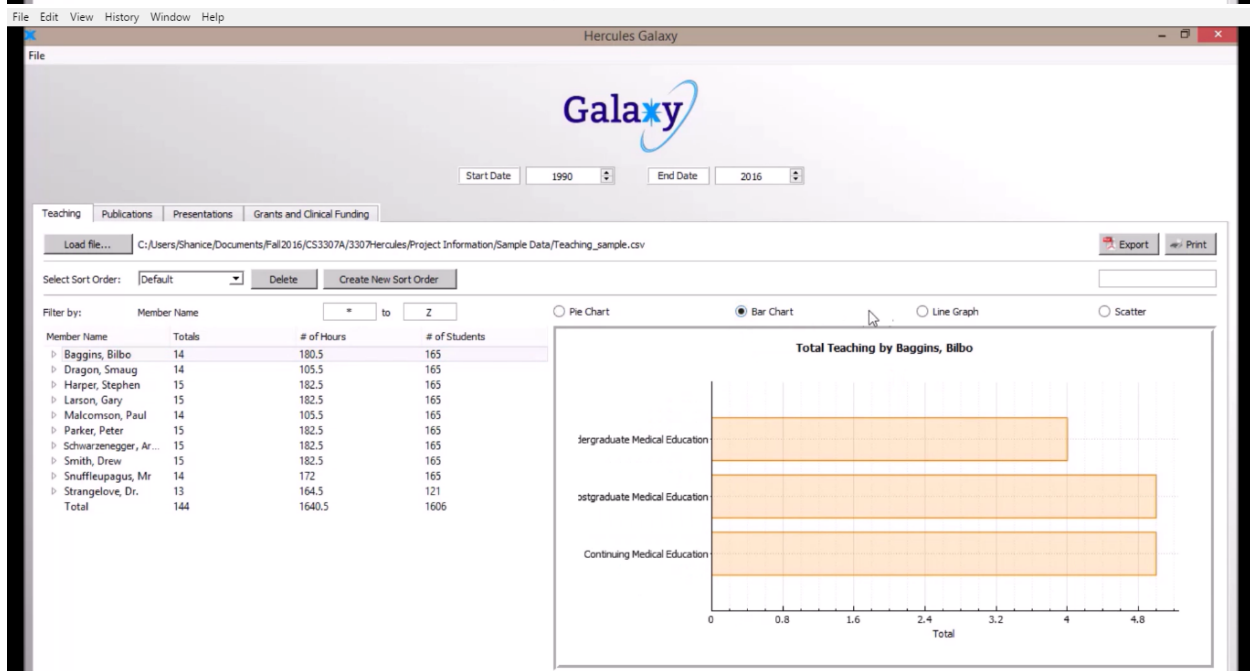 File Edit View History Window Help
Hercules Galaxy
File
Galaxy
Start Date 1990 End Date 2016
Teaching Publications Presentations Grants and Clinical Funding
Load file... C:/Users/Shanice/Documents/Fall2016/CS3307A/3307Hercules/Project Information/Sample Data/Teaching_sample.csv Export Print
Select Sort Order: Default Delete Create New Sort Order
Filter by: Member Name * to Z Pie Chart Bar Chart Line Graph Scatter
Member Name Totals # of Hours # of Students
Baggins, Bilbo 14 180.5 165
Dragon, Smaug 14 105.5 165
Harper, Stephen 15 182.5 165
Larson, Gary 15 182.5 165
Malcomson, Paul 14 105.5 165
Parker, Peter 15 182.5 165
Schwarzenegger, Ar... 15 182.5 165
Smith, Drew 15 182.5 165
Snuffleupagus, Mr 14 172 165
Strangelove, Dr. 13 164.5 121
Total 144 1640.5 1606
Total Teaching by Baggins, Bilbo
dergraduate Medical Education
ostgraduate Medical Education
Continuing Medical Education
0 0.8 1.6 2.4 3.2 4 4.8
Total